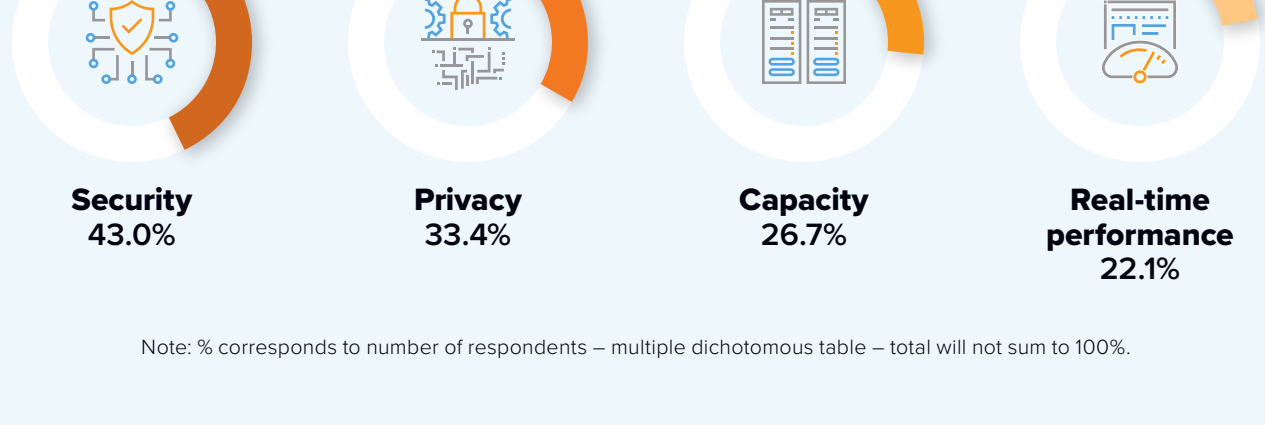 Security
43.0%
Privacy
33.4%
Capacity
26.7%
Real-time
performance
22.1%
Note: % corresponds to number of respondents – multiple dichotomous table – total will not sum to 100%.